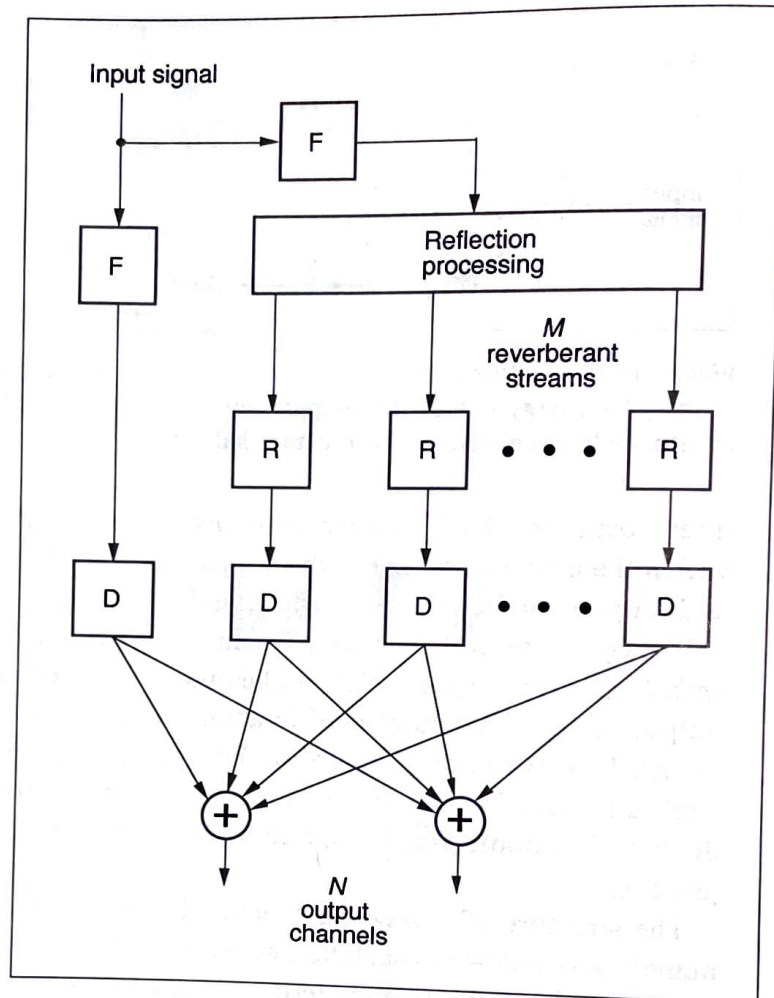 Input signal
F
F
Reflection
processing
M
reverberant
streams
R
R
R
D
D
D
D
+
+
N
output
channels